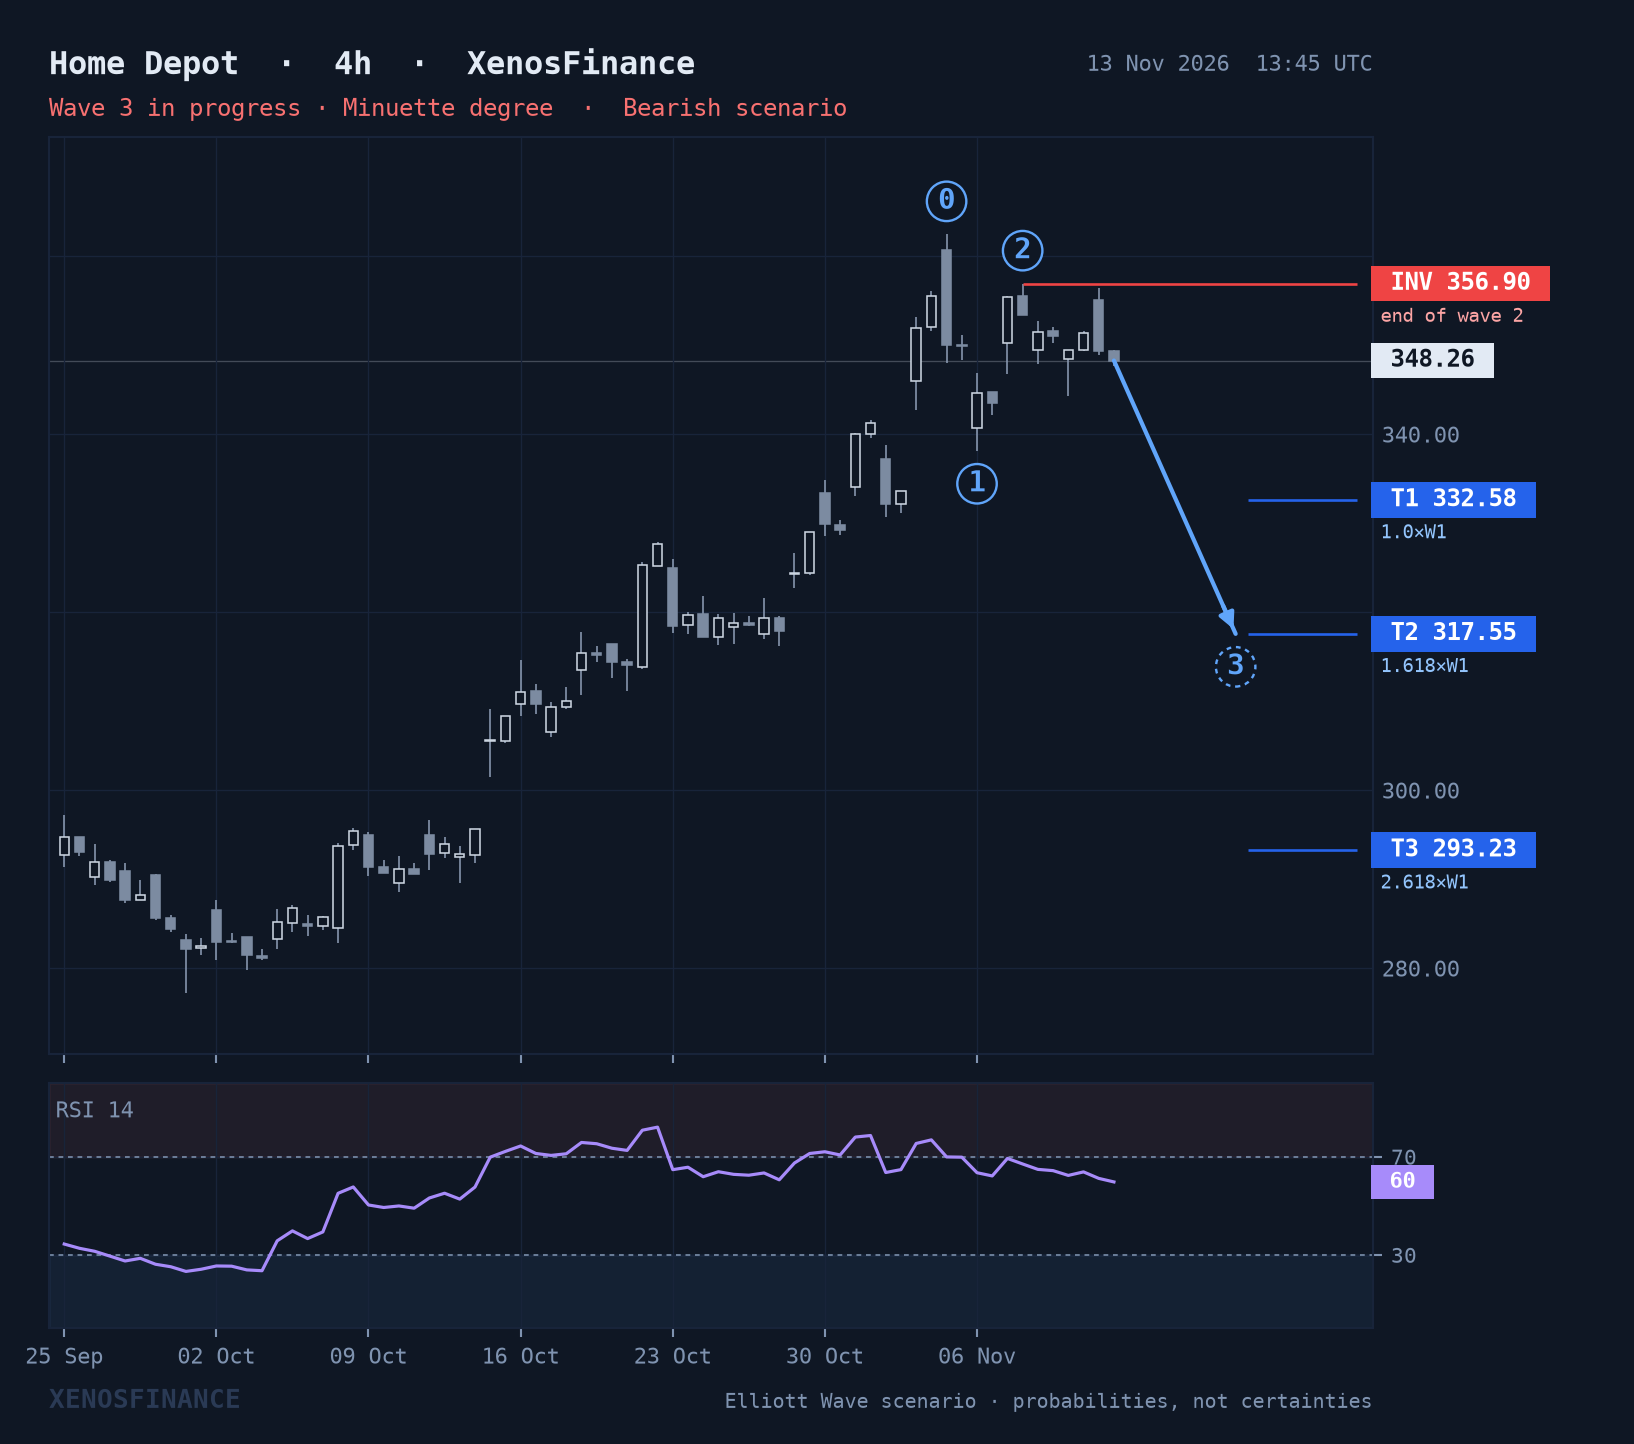 Home Depot · 4h · XenosFinance
13 Nov 2026 13:45 UTC
Wave 3 in progress · Minuette degree · Bearish scenario
0
2
INV 356.90
end of wave 2
348.26
340.00
1
T1 332.58
1.0×W1
T2 317.55
1.618×W1
3
300.00
T3 293.23
2.618×W1
280.00
RSI 14
70
60
30
25 Sep 02 Oct 09 Oct 16 Oct 23 Oct 30 Oct 06 Nov
XENOSFINANCE
Elliott Wave scenario · probabilities, not certainties